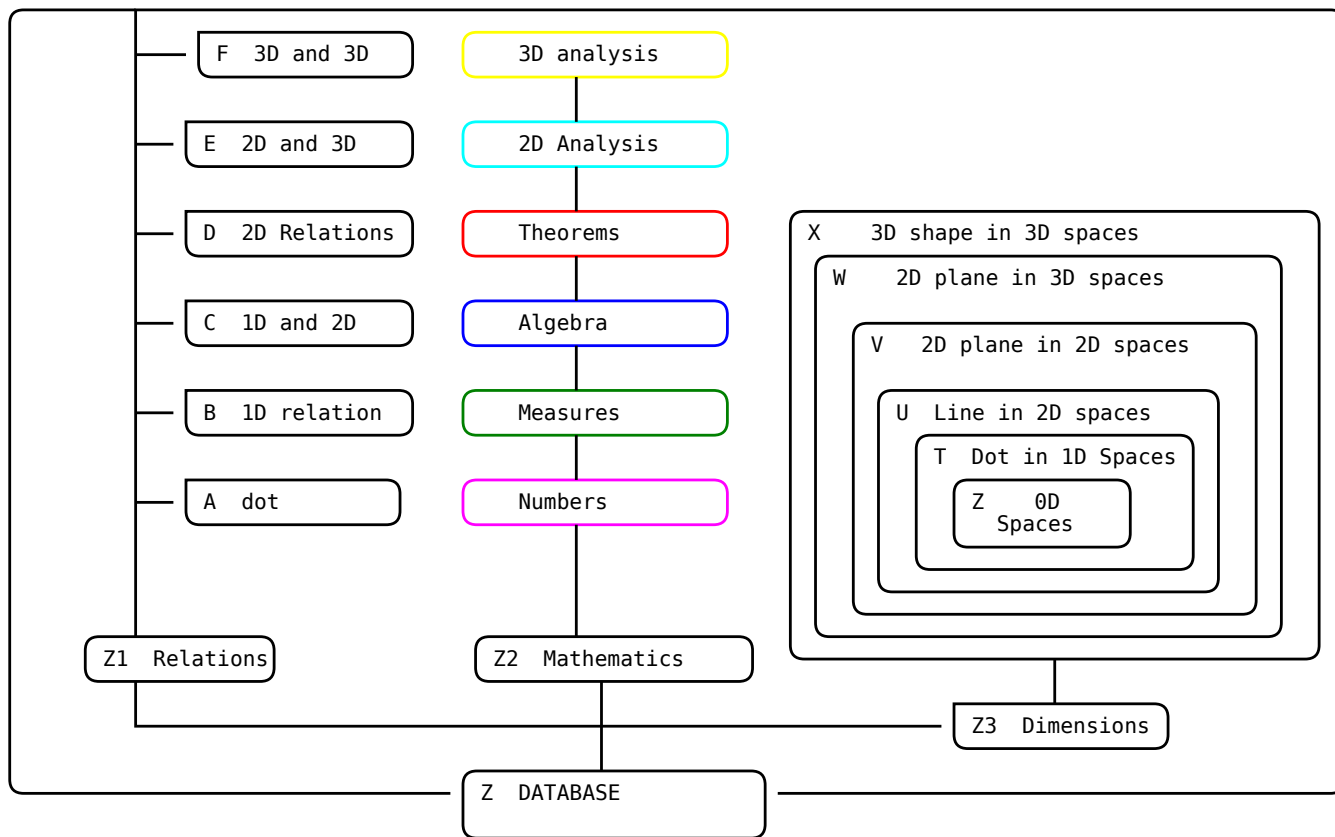 F  3D and 3D
3D analysis
E  2D and 3D
2D Analysis
D  2D Relations
Theorems
X    3D shape in 3D spaces
W    2D plane in 3D spaces
C  1D and 2D
Algebra
V   2D plane in 2D spaces
B  1D relation
Measures
U  Line in 2D spaces
T  Dot in 1D Spaces
A  dot
Numbers
Z    0D
Spaces
Z1  Relations
Z2  Mathematics
Z3  Dimensions
Z  DATABASE